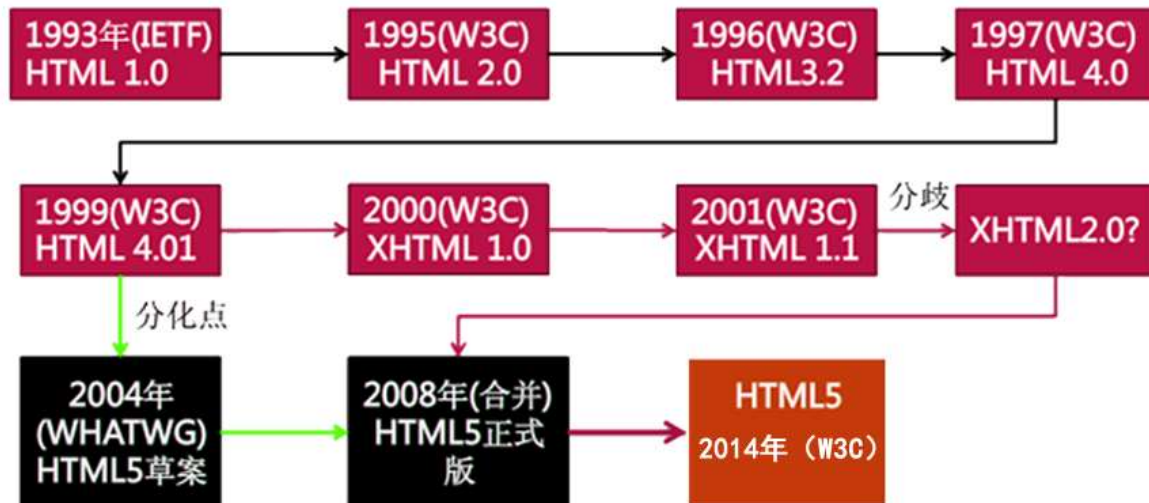 1993年(IETF)
HTML 1.0
1995(W3C)
HTML 2.0
1996(W3C)
HTML3.2
1997(W3C)
HTML 4.0
1999(W3C)
HTML 4.01
2000(W3C)
XHTML 1.0
2001(W3C)
XHTML 1.1
分歧
XHTML2.0?
分化点
2004年
(WHATWG)
HTML5草案
2008年(合并)
HTML5正式
版
HTML5
2014年（W3C）